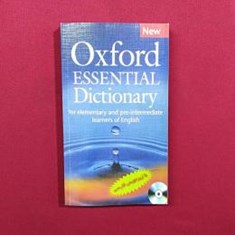 New
Oxford
ESSENTIAL
Dictionary
for elementary and pre-intermediate
learners of English